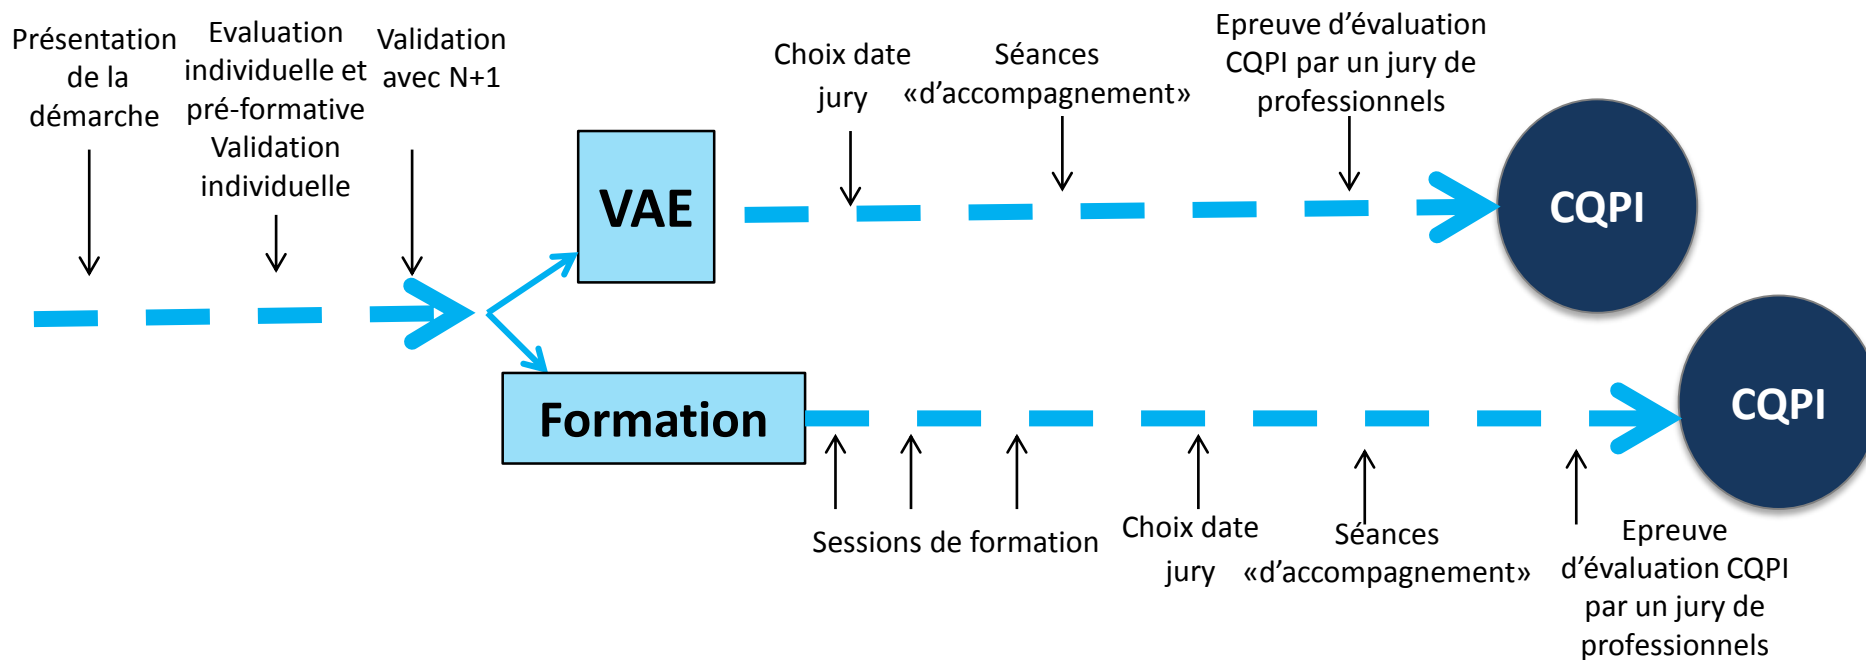 Présentation
de la
démarche
Evaluation
individuelle et
pré-formative
Validation
individuelle
Validation
avec N+1
VAE
Choix date
jury
Séances
«d’accompagnement»
Epreuve d’évaluation
CQPI par un jury de
professionnels
CQPI
Formation
Sessions de formation
Choix date
jury
Séances
«d’accompagnement»
Epreuve
d’évaluation CQPI
par un jury de
professionnels
CQPI